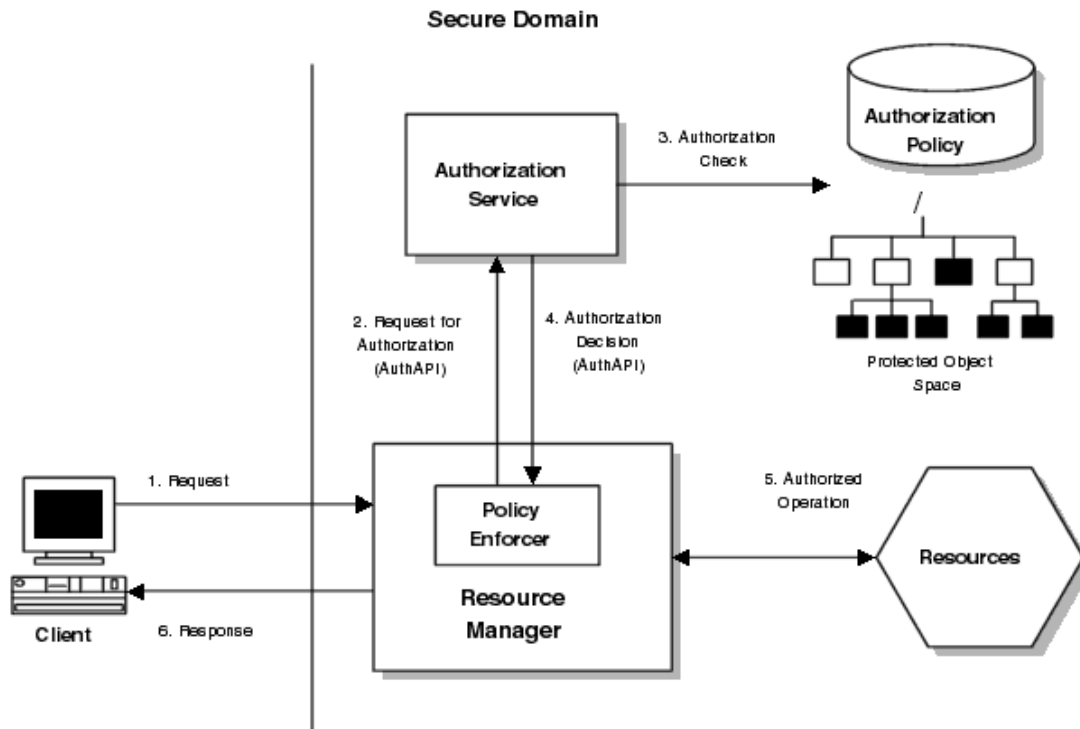 Secure Domain
Authorization
Policy
3. Authorization
Check
Authorization
Service
/
2. Request for
Authorization
(AuthAPI)
4. Authorization
Decision
(AuthAPI)
Protected Object
Space
1. Request
Policy
Enforcer
5. Authorized
Operation
Resources
Resource
Manager
6. Response
Client